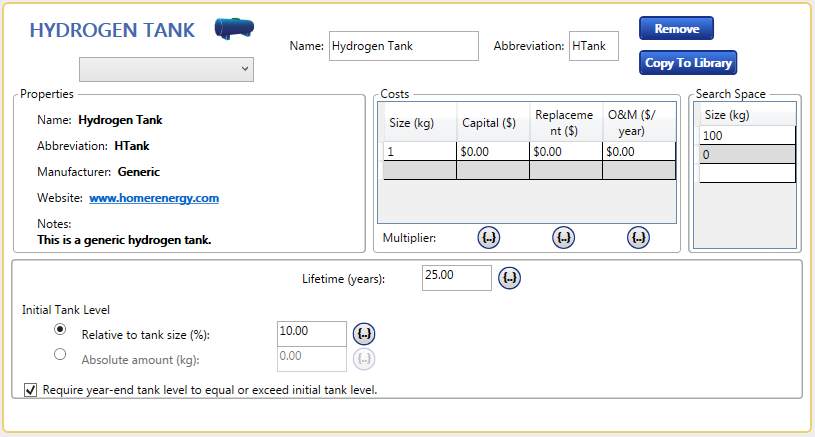 HYDROGEN TANK
Name: Hydrogen Tank Abbreviation: HTank
Remove
Copy To Library
Properties
Name: Hydrogen Tank
Abbreviation: HTank
Manufacturer: Generic
Website: www.homerenergy.com
Notes:
This is a generic hydrogen tank.
Costs
Size (kg) Capital ($) Replaceme O&M ($/
nt ($) year)
1 $0.00 $0.00 $0.00
Multiplier: {..} {..} {..}
Search Space
Size (kg)
100
0
Lifetime (years): 25.00 {..}
Initial Tank Level
Relative to tank size (%): 10.00 {..}
Absolute amount (kg): 0.00 {..}
Require year-end tank level to equal or exceed initial tank level.